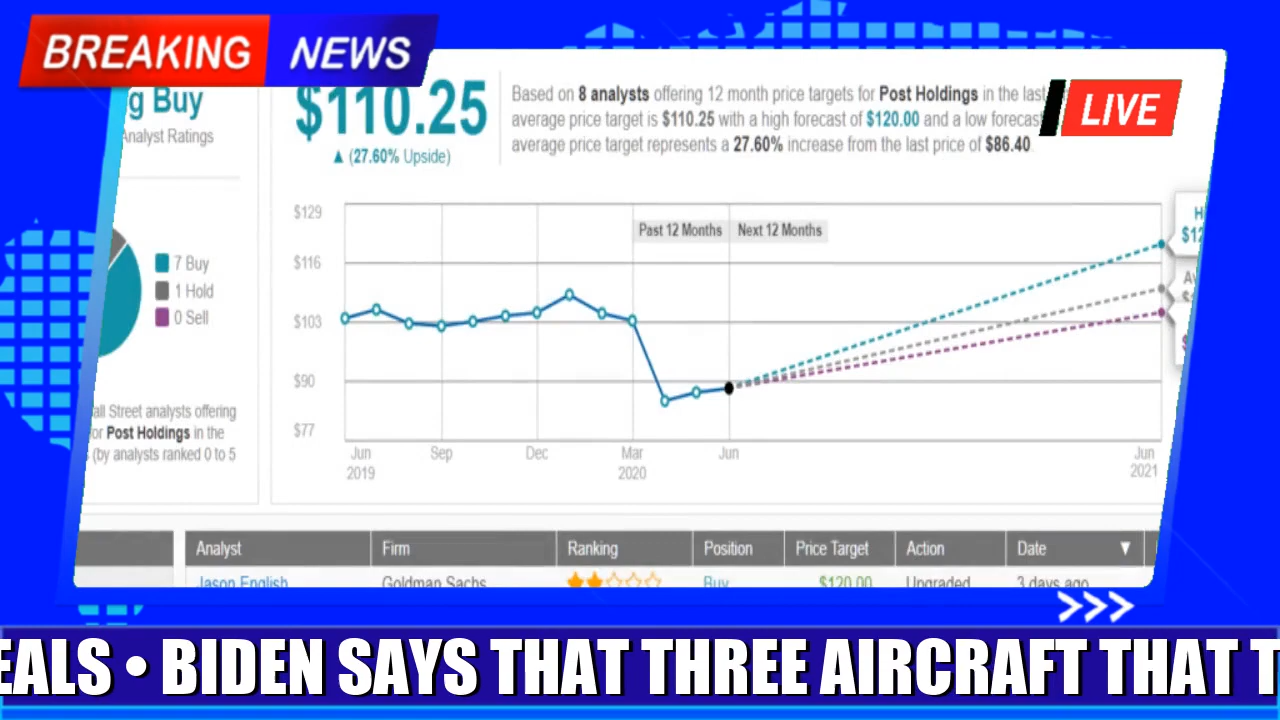 BREAKING NEWS
LIVE
g Buy
Analyst Ratings
7 Buy
1 Hold
0 Sell
all Street analysts offering
or Post Holdings in the
(by analysts ranked 0 to 5
$110.25
▲ (27.60% Upside)
Based on 8 analysts offering 12 month price targets for Post Holdings in the last
average price target is $110.25 with a high forecast of $120.00 and a low forecast
average price target represents a 27.60% increase from the last price of $86.40
Past 12 Months Next 12 Months
$129
$116
$103
$90
$77
Jun 2019
Sep
Dec
Mar 2020
Jun
Jun 2021
Analyst Firm Ranking Position Price Target Action Date ▼
Jason English Goldman Sachs Buy $120.00 Upgraded 3 days ago
EALS • BIDEN SAYS THAT THREE AIRCRAFT THAT T